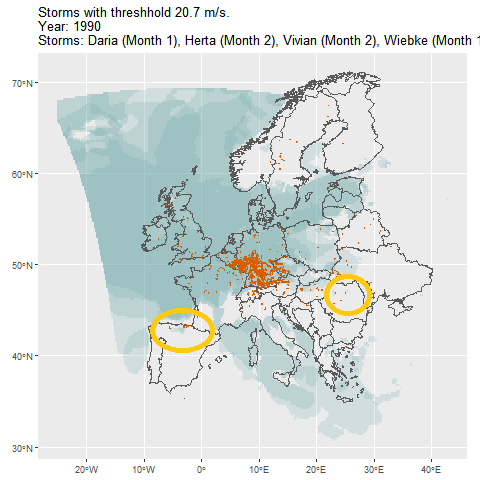 Storms with threshhold 20.7 m/s.
Year: 1990
Storms: Daria (Month 1), Herta (Month 2), Vivian (Month 2), Wiebke (Month 1
70°N
60°N
50°N
40°N
30°N
20°W
10°W
0°
10°E
20°E
30°E
40°E